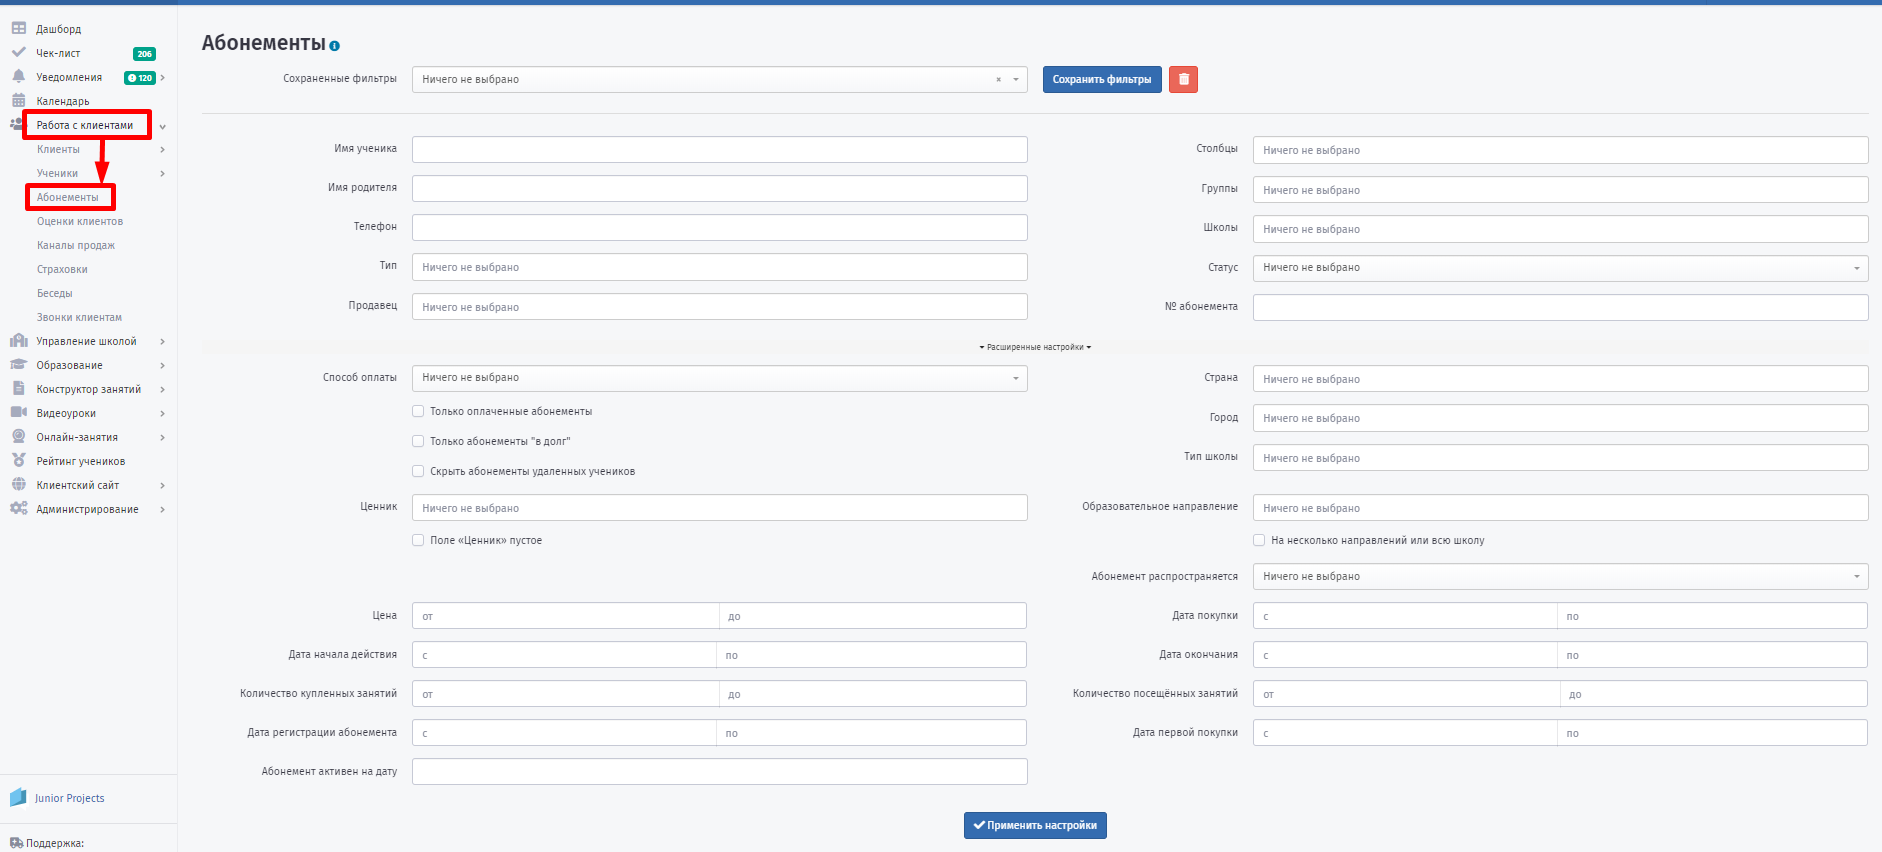 Дашборд
Чек-лист 206
Уведомления 120
Календарь
Работа с клиентами
Клиенты
Ученики
Абонементы
Оценки клиентов
Каналы продаж
Страховки
Беседы
Звонки клиентам
Управление школой
Образование
Конструктор занятий
Видеоуроки
Онлайн-занятия
Рейтинг учеников
Клиентский сайт
Администрирование
Junior Projects
Поддержка:
Абонементы
Сохраненные фильтры Ничего не выбрано × Сохранить фильтры
Имя ученика Столбцы Ничего не выбрано
Имя родителя Группы Ничего не выбрано
Телефон Школы Ничего не выбрано
Тип Ничего не выбрано Статус Ничего не выбрано
Продавец Ничего не выбрано № абонемента
Расширенные настройки
Способ оплаты Ничего не выбрано Страна Ничего не выбрано
Только оплаченные абонементы Город Ничего не выбрано
Только абонементы "в долг"
Скрыть абонементы удаленных учеников Тип школы Ничего не выбрано
Ценник Ничего не выбрано Образовательное направление Ничего не выбрано
Поле «Ценник» пустое На несколько направлений или всю школу
Абонемент распространяется Ничего не выбрано
Цена от до Дата покупки с по
Дата начала действия с по Дата окончания с по
Количество купленных занятий от до Количество посещённых занятий от до
Дата регистрации абонемента с по Дата первой покупки с по
Абонемент активен на дату
Применить настройки